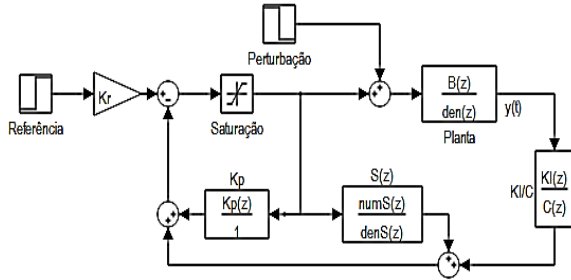 Perturbação
Kr
Referência
Saturação
B(z)
den(z)
Planta
y(t)
Kp
Kp(z)
1
S(z)
numS(z)
denS(z)
KI/C
KI(z)
C(z)